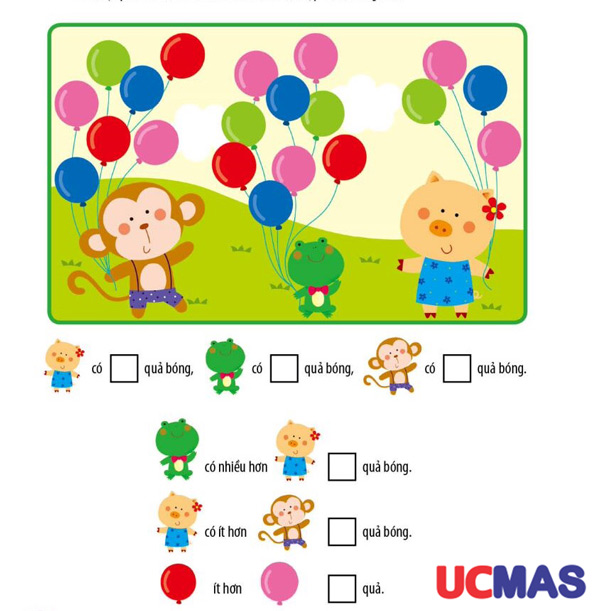 có quả bóng, có quả bóng, có quả bóng.
có nhiều hơn quả bóng.
có ít hơn quả bóng.
ít hơn quả.
UCMAS